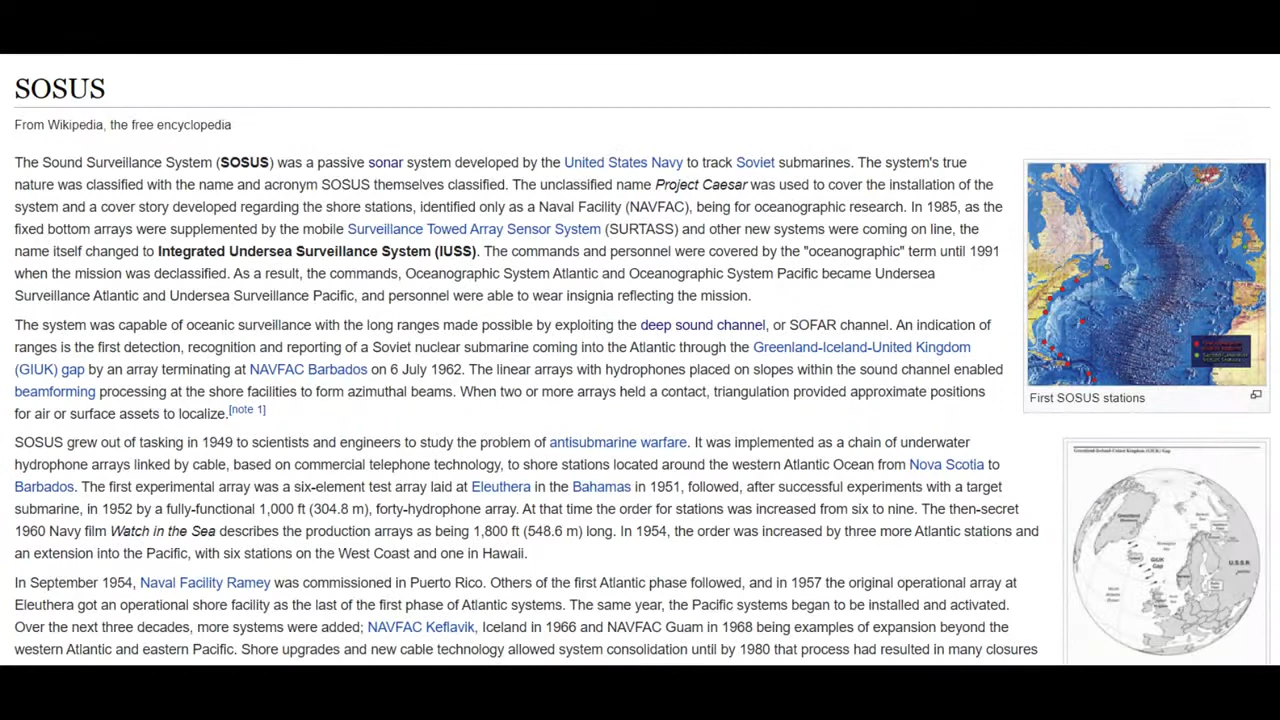 SOSUS
From Wikipedia, the free encyclopedia
The Sound Surveillance System (SOSUS) was a passive sonar system developed by the United States Navy to track Soviet submarines. The system's true
nature was classified with the name and acronym SOSUS themselves classified. The unclassified name Project Caesar was used to cover the installation of the
system and a cover story developed regarding the shore stations, identified only as a Naval Facility (NAVFAC), being for oceanographic research. In 1985, as the
fixed bottom arrays were supplemented by the mobile Surveillance Towed Array Sensor System (SURTASS) and other new systems were coming on line, the
name itself changed to Integrated Undersea Surveillance System (IUSS). The commands and personnel were covered by the "oceanographic" term until 1991
when the mission was declassified. As a result, the commands, Oceanographic System Atlantic and Oceanographic System Pacific became Undersea
Surveillance Atlantic and Undersea Surveillance Pacific, and personnel were able to wear insignia reflecting the mission.
The system was capable of oceanic surveillance with the long ranges made possible by exploiting the deep sound channel, or SOFAR channel. An indication of
ranges is the first detection, recognition and reporting of a Soviet nuclear submarine coming into the Atlantic through the Greenland-Iceland-United Kingdom
(GIUK) gap by an array terminating at NAVFAC Barbados on 6 July 1962. The linear arrays with hydrophones placed on slopes within the sound channel enabled
beamforming processing at the shore facilities to form azimuthal beams. When two or more arrays held a contact, triangulation provided approximate positions
for air or surface assets to localize.[note 1]
First SOSUS stations
SOSUS grew out of tasking in 1949 to scientists and engineers to study the problem of antisubmarine warfare. It was implemented as a chain of underwater
hydrophone arrays linked by cable, based on commercial telephone technology, to shore stations located around the western Atlantic Ocean from Nova Scotia to
Barbados. The first experimental array was a six-element test array laid at Eleuthera in the Bahamas in 1951, followed, after successful experiments with a target
submarine, in 1952 by a fully-functional 1,000 ft (304.8 m), forty-hydrophone array. At that time the order for stations was increased from six to nine. The then-secret
1960 Navy film Watch in the Sea describes the production arrays as being 1,800 ft (548.6 m) long. In 1954, the order was increased by three more Atlantic stations and
an extension into the Pacific, with six stations on the West Coast and one in Hawaii.
In September 1954, Naval Facility Ramey was commissioned in Puerto Rico. Others of the first Atlantic phase followed, and in 1957 the original operational array at
Eleuthera got an operational shore facility as the last of the first phase of Atlantic systems. The same year, the Pacific systems began to be installed and activated.
Over the next three decades, more systems were added; NAVFAC Keflavik, Iceland in 1966 and NAVFAC Guam in 1968 being examples of expansion beyond the
western Atlantic and eastern Pacific. Shore upgrades and new cable technology allowed system consolidation until by 1980 that process had resulted in many closures
Greenland-Iceland-United Kingdom (GIUK) Gap
Greenland
GIUK
Gap
U.S.S.R.